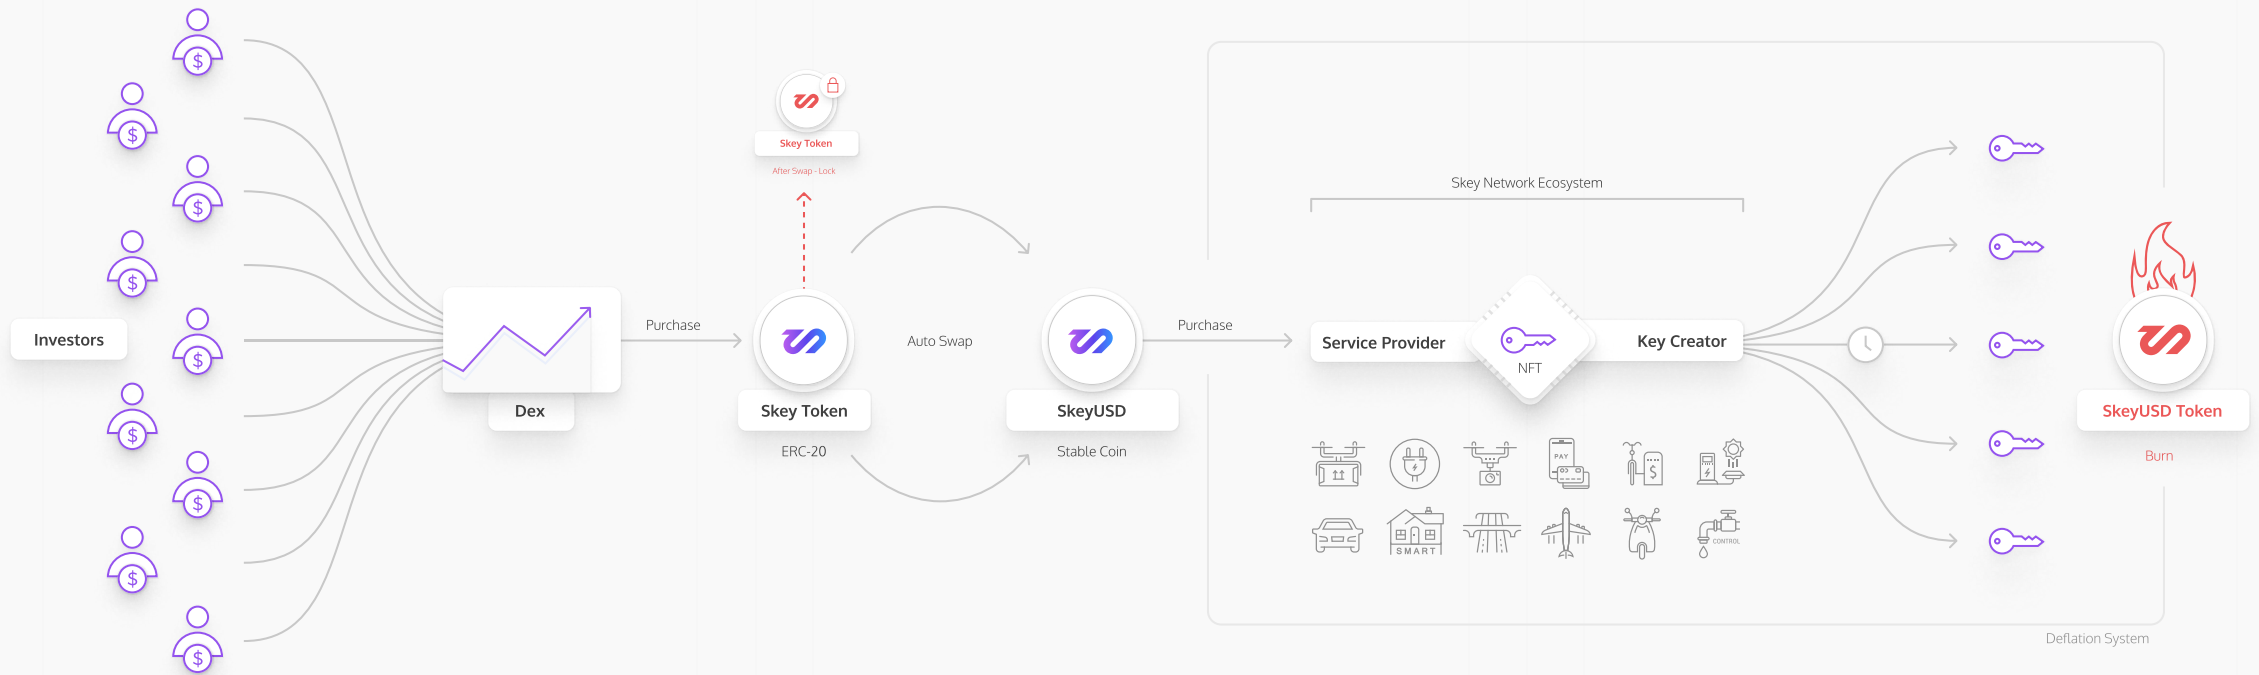 Investors
Dex
Purchase
Skey Token
After Swap - Lock
Skey Token
ERC-20
Auto Swap
SkeyUSD
Stable Coin
Purchase
Skey Network Ecosystem
Service Provider
NFT
Key Creator
PAY
$
SMART
CONTROL
SkeyUSD Token
Burn
Deflation System